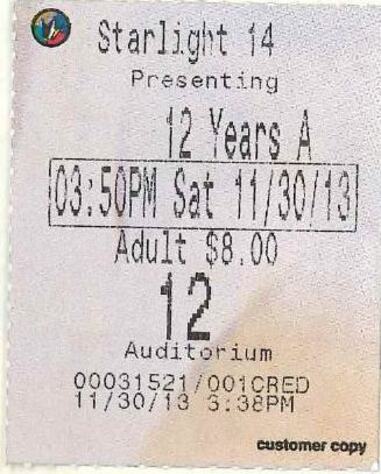 Starlight 14
Presenting
12 Years A
03:50PM Sat 11/30/13
Adult $8.00
12
Auditorium
00031521/001CRED
11/30/13 3:38PM
customer copy